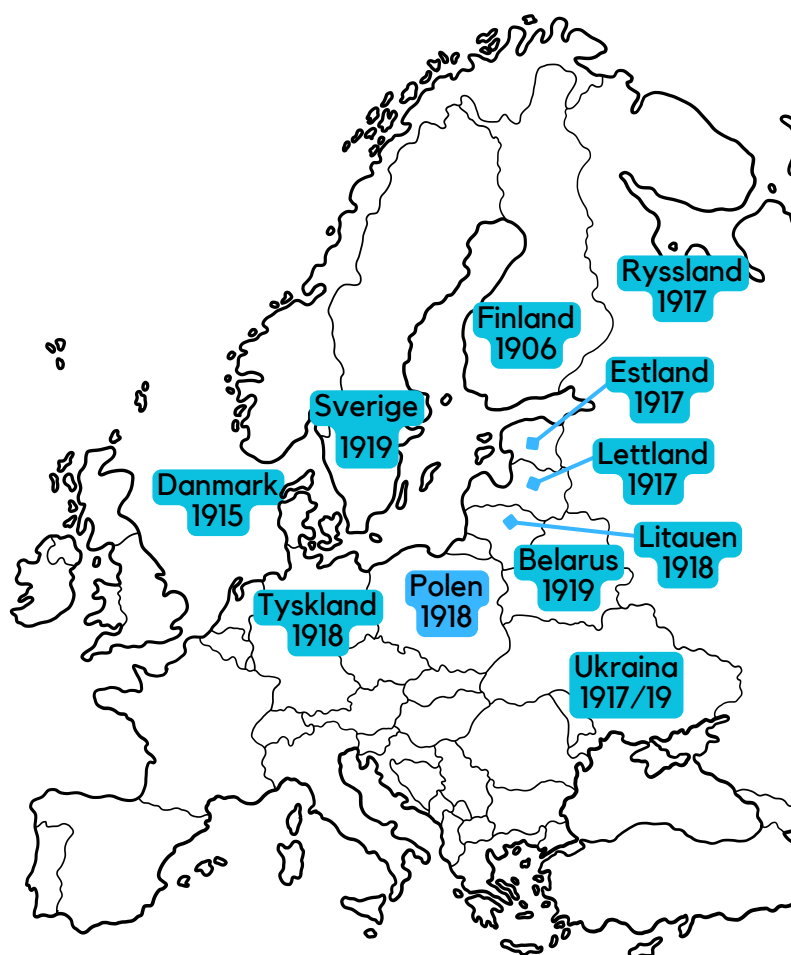 Ryssland
1917
Finland
1906
Estland
1917
Sverige
1919
Lettland
1917
Danmark
1915
Litauen
1918
Belarus
1919
Polen
1918
Tyskland
1918
Ukraina
1917/19